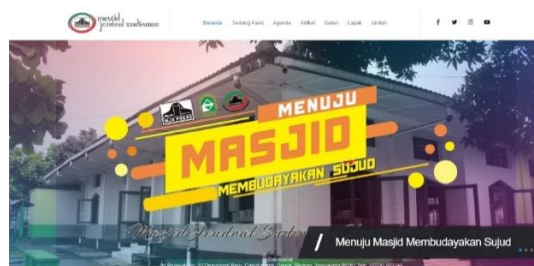 masjid
jendral sudirman
Beranda Tentang Kami Agenda Artikel Galeri Lapak Unduh
MENUJU
MASJID
MEMBUDAYAKAN SUJUD
Masjid Jendral Sudirman
Menuju Masjid Membudayakan Sujud